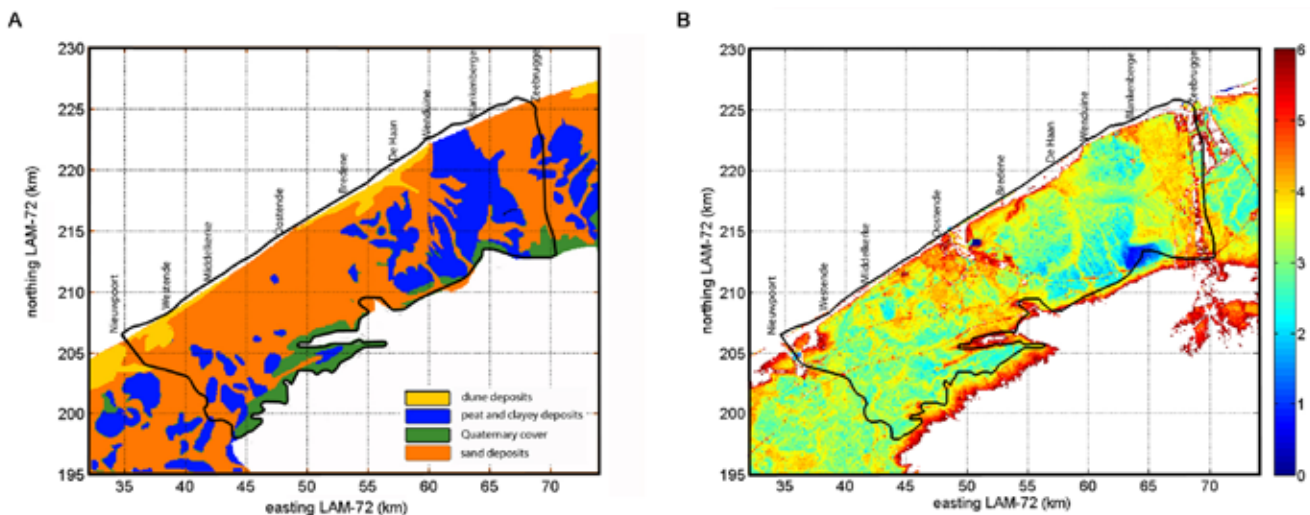 A
B
230
225
220
215
210
205
200
195
northing LAM-72 (km)
Nieuwpoort
Westende
Middelkerke
Oostende
Bredene
De Haan
Wenduine
Blankenberge
Zeebrugge
dune deposits
peat and clayey deposits
Quaternary cover
sand deposits
35 40 45 50 55 60 65 70
easting LAM-72 (km)
230
225
220
215
210
205
200
195
northing LAM-72 (km)
Nieuwpoort
Westende
Middelkerke
Oostende
Bredene
De Haan
Wenduine
Blankenberge
Zeebrugge
35 40 45 50 55 60 65 70
easting LAM-72 (km)
6
5
4
3
2
1
0